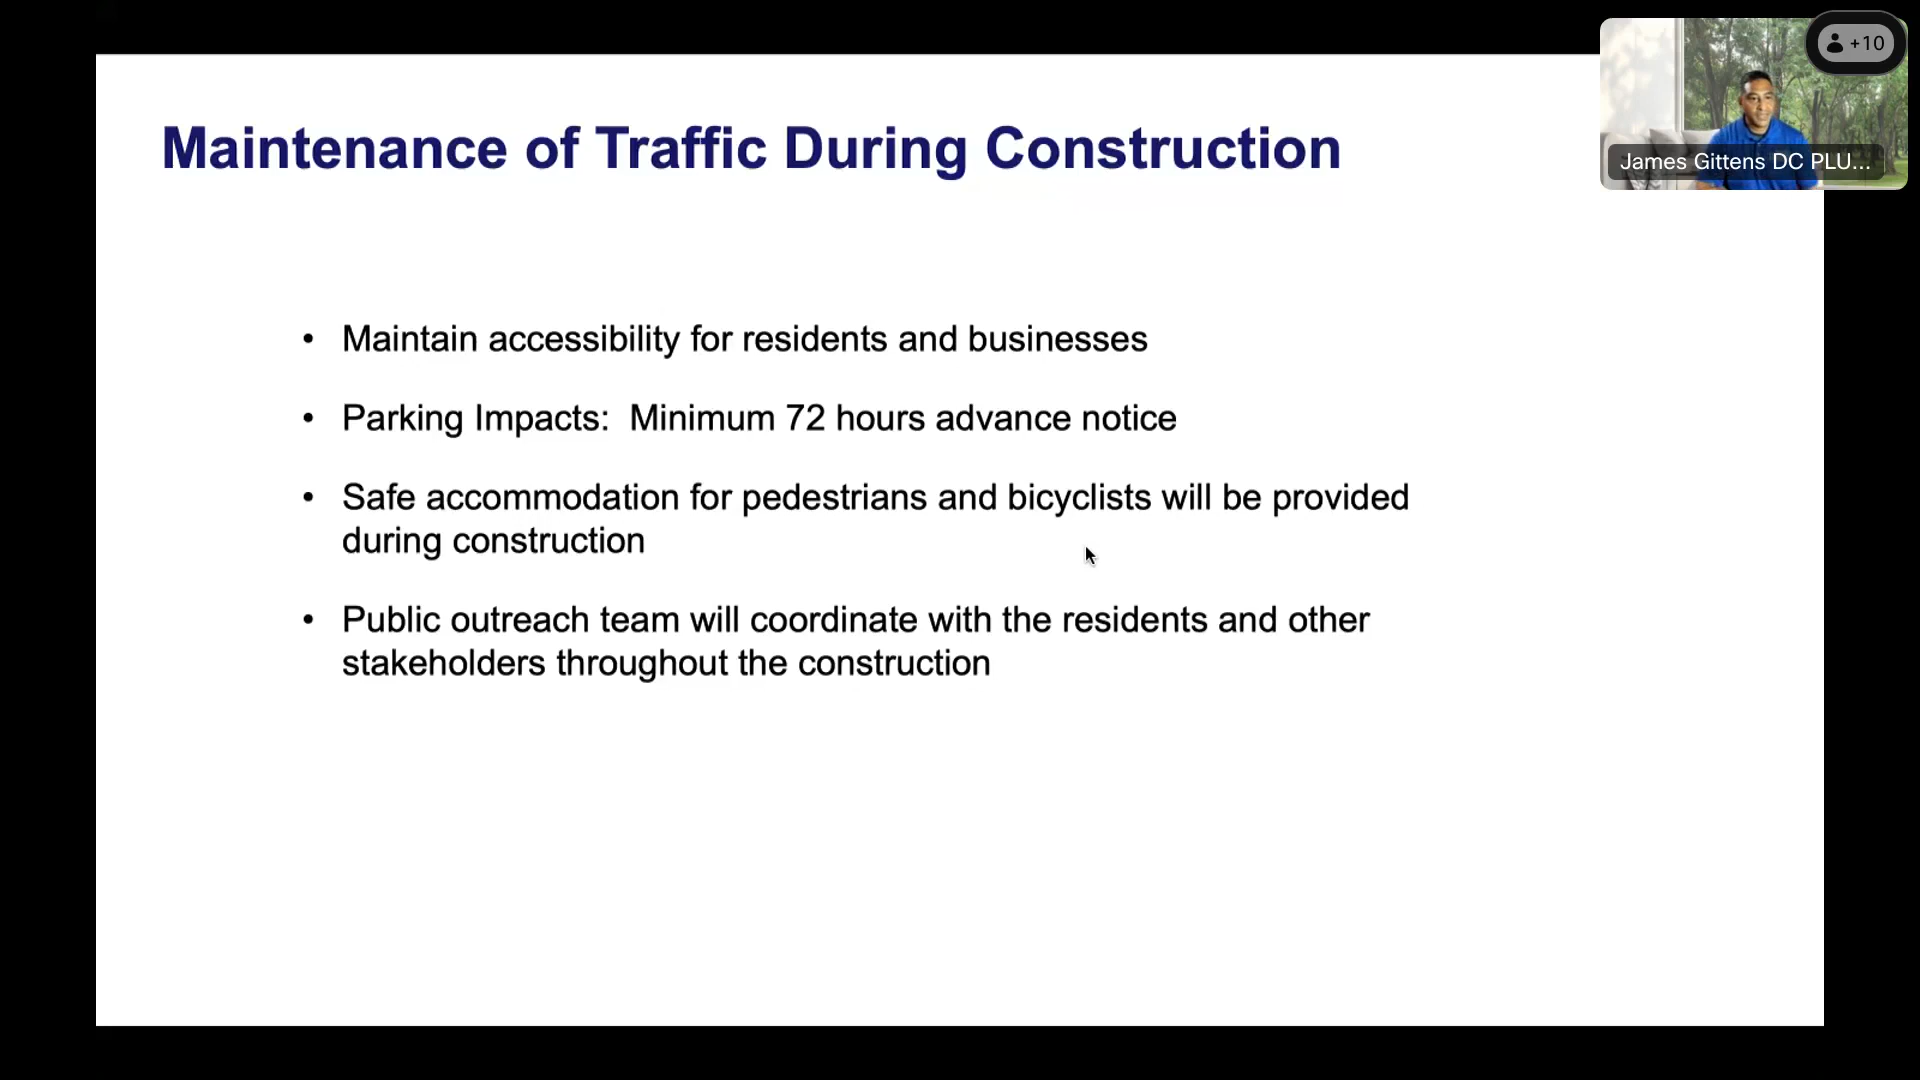 +10
James Gittens DC PLU...
Maintenance of Traffic During Construction
• Maintain accessibility for residents and businesses
• Parking Impacts:  Minimum 72 hours advance notice
• Safe accommodation for pedestrians and bicyclists will be provided
during construction
• Public outreach team will coordinate with the residents and other
stakeholders throughout the construction